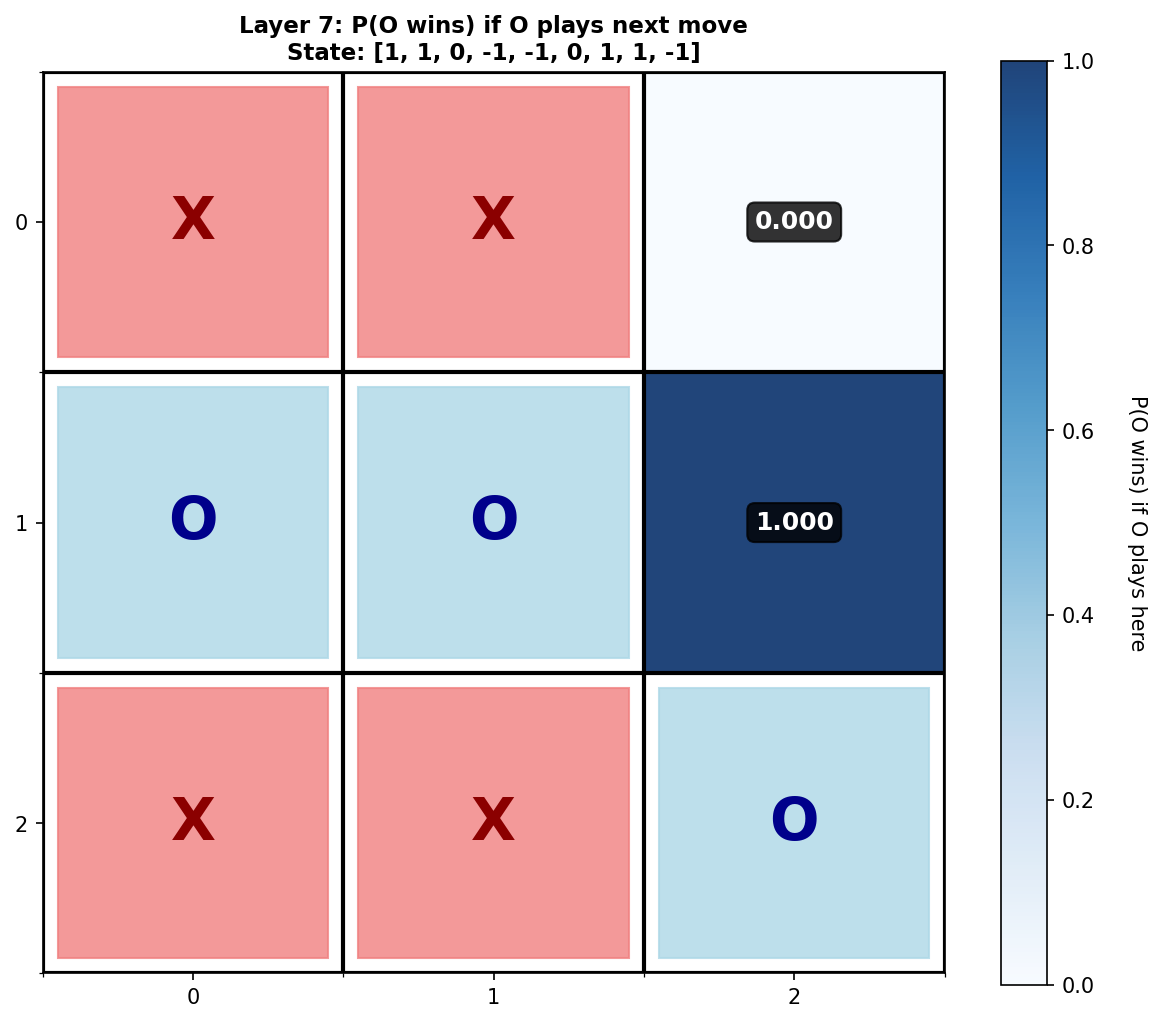 Layer 7: P(O wins) if O plays next move
State: [1, 1, 0, -1, -1, 0, 1, 1, -1]
X X 0.000
O O 1.000
X X O
0
1
2
0 1 2
1.0
0.8
0.6
0.4
0.2
0.0
P(O wins) if O plays here